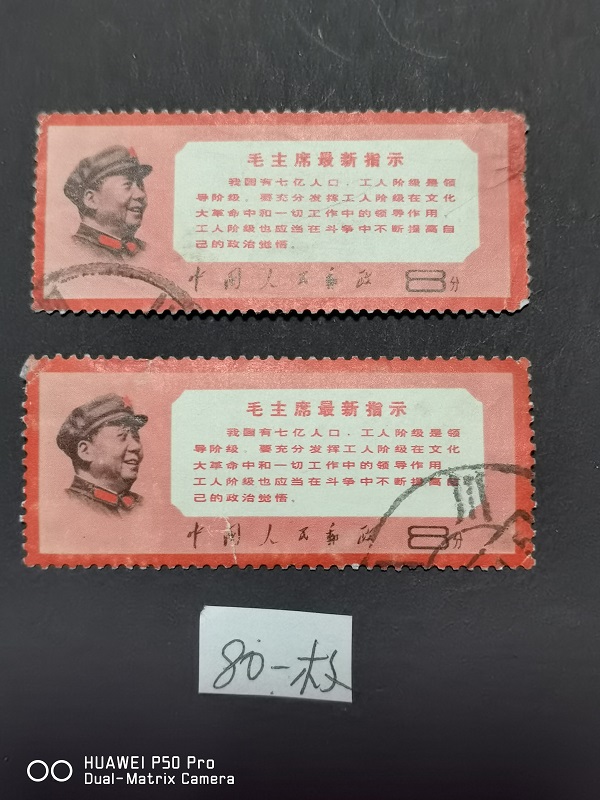 毛主席最新指示
我国有七亿人口，工人阶级是领
导阶级。要充分发挥工人阶级在文化
大革命中和一切工作中的领导作用。
工人阶级也应当在斗争中不断提高自
己的政治觉悟。
中国人民邮政 8分
毛主席最新指示
我国有七亿人口，工人阶级是领
导阶级。要充分发挥工人阶级在文化
大革命中和一切工作中的领导作用
工人阶级也应当在斗争中不断提高自
己的政治觉悟。
中国人民邮政 8分
80一枚
HUAWEI P50 Pro
Dual-Matrix Camera